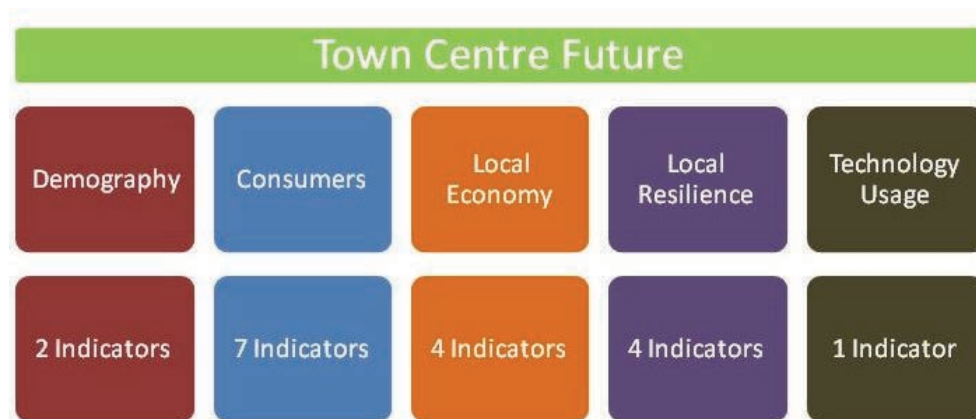 Town Centre Future
Demography
Consumers
Local
Economy
Local
Resilience
Technology
Usage
2 Indicators
7 Indicators
4 Indicators
4 Indicators
1 Indicator